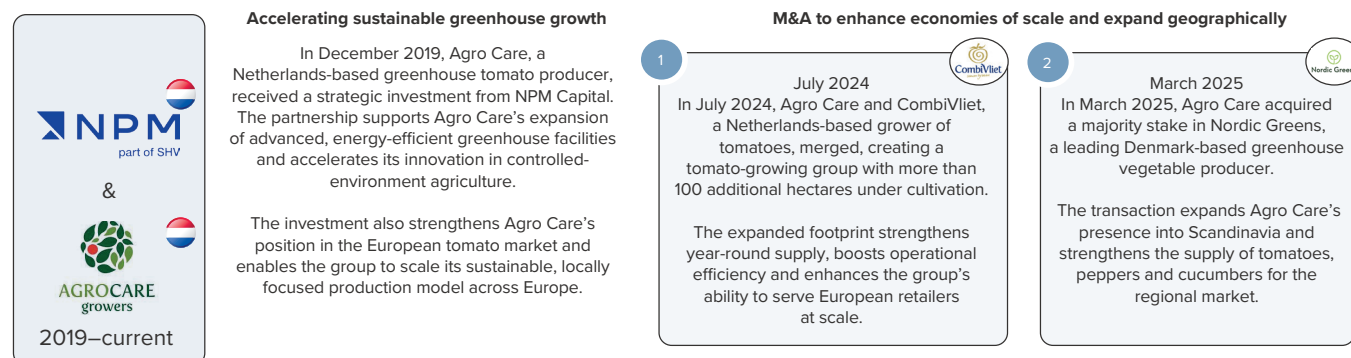 NPM
part of SHV
&
AGROCARE
growers
2019–current
Accelerating sustainable greenhouse growth
In December 2019, Agro Care, a
Netherlands-based greenhouse tomato producer,
received a strategic investment from NPM Capital.
The partnership supports Agro Care’s expansion
of advanced, energy-efficient greenhouse facilities
and accelerates its innovation in controlled-
environment agriculture.
The investment also strengthens Agro Care’s
position in the European tomato market and
enables the group to scale its sustainable, locally
focused production model across Europe.
M&A to enhance economies of scale and expand geographically
1
CombiVliet
July 2024
In July 2024, Agro Care and CombiVliet,
a Netherlands-based grower of
tomatoes, merged, creating a
tomato-growing group with more than
100 additional hectares under cultivation.
The expanded footprint strengthens
year-round supply, boosts operational
efficiency and enhances the group’s
ability to serve European retailers
at scale.
2
Nordic Green
March 2025
In March 2025, Agro Care acquired
a majority stake in Nordic Greens,
a leading Denmark-based greenhouse
vegetable producer.
The transaction expands Agro Care’s
presence into Scandinavia and
strengthens the supply of tomatoes,
peppers and cucumbers for the
regional market.